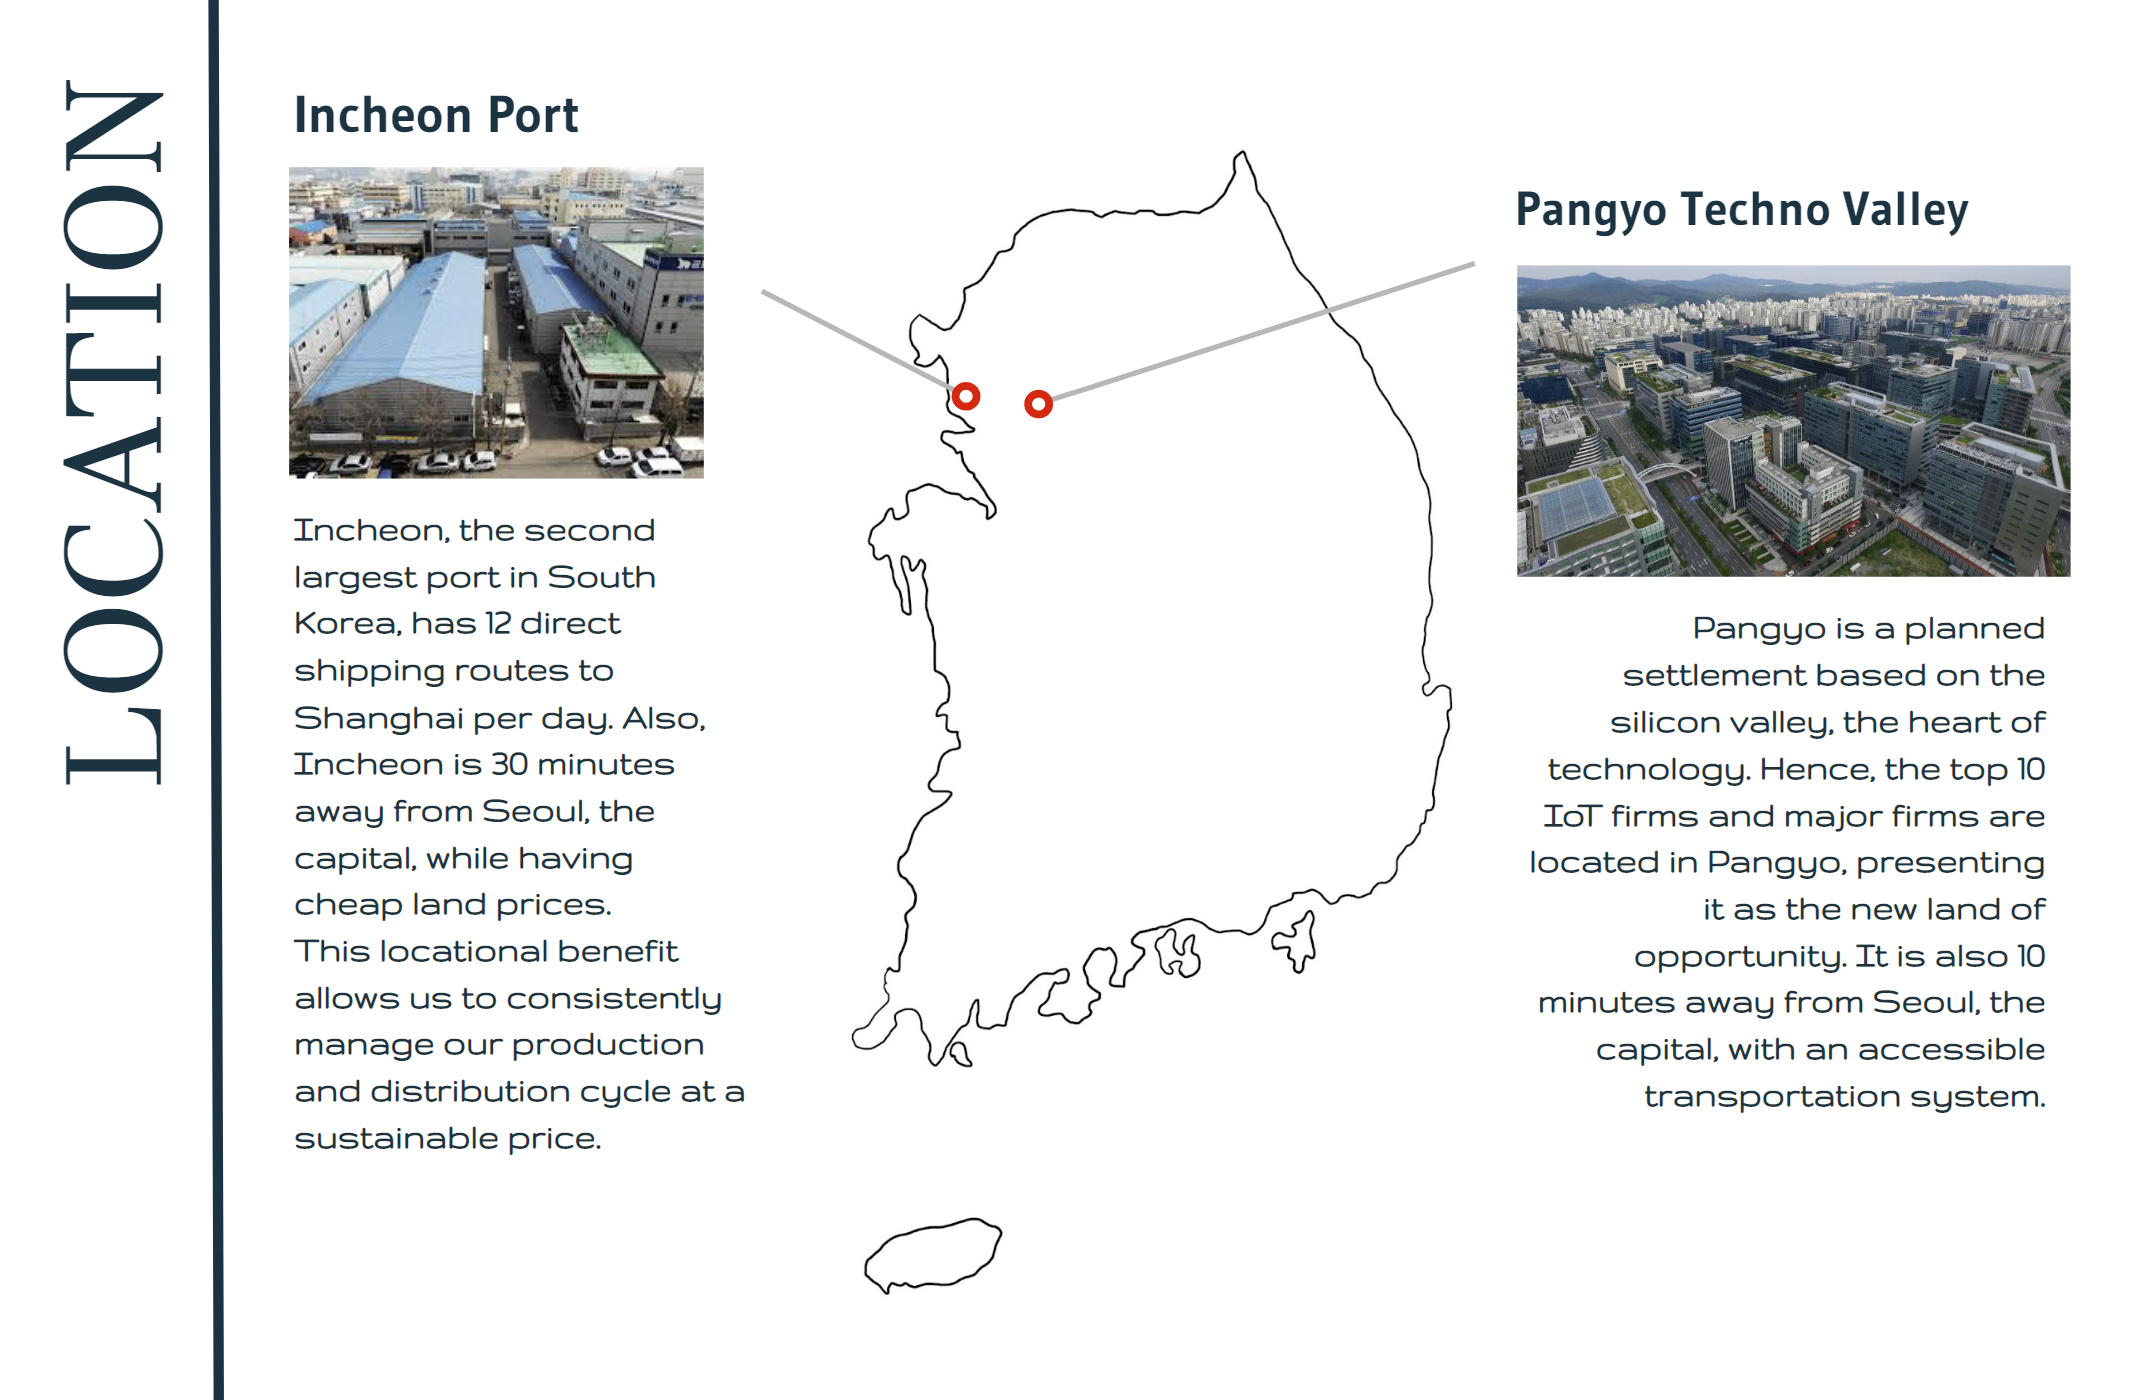 LOCATION
Incheon Port
Incheon, the second
largest port in South
Korea, has 12 direct
shipping routes to
Shanghai per day. Also,
Incheon is 30 minutes
away from Seoul, the
capital, while having
cheap land prices.
This locational benefit
allows us to consistently
manage our production
and distribution cycle at a
sustainable price.
Pangyo Techno Valley
Pangyo is a planned
settlement based on the
silicon valley, the heart of
technology. Hence, the top 10
IoT firms and major firms are
located in Pangyo, presenting
it as the new land of
opportunity. It is also 10
minutes away from Seoul, the
capital, with an accessible
transportation system.